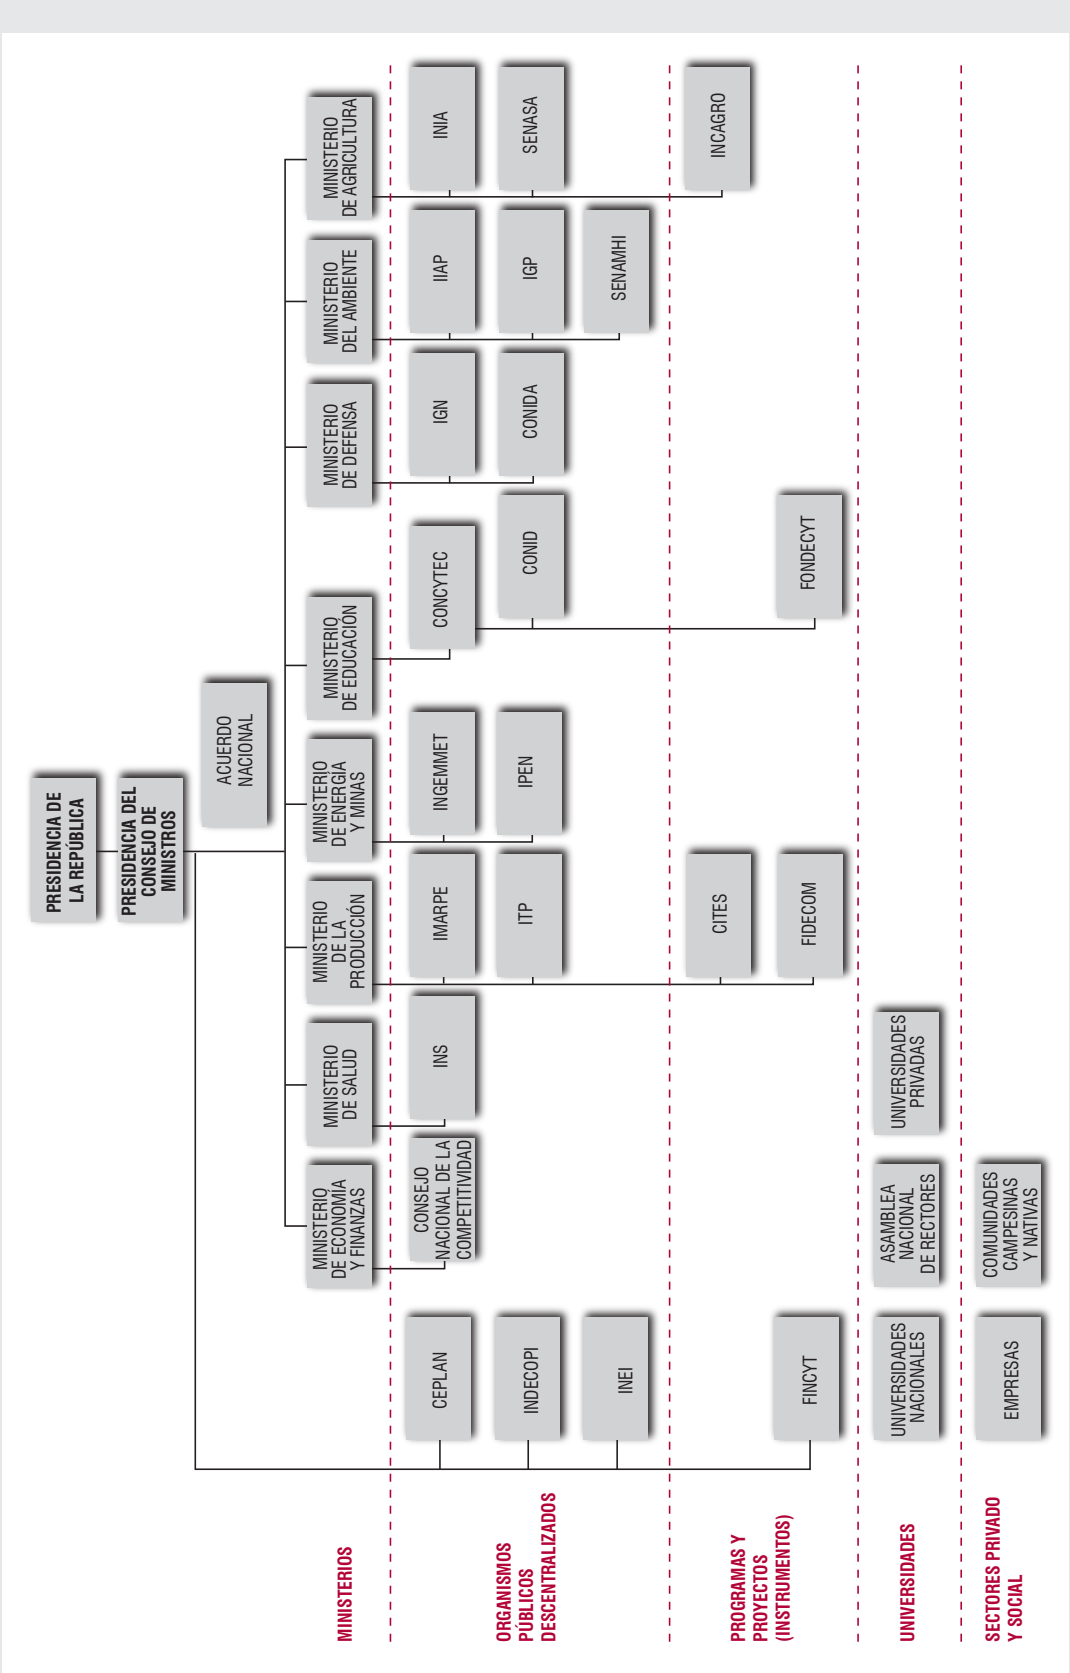 PRESIDENCIA DE
LA REPÚBLICA
PRESIDENCIA DEL
CONSEJO DE
MINISTROS
ACUERDO
NACIONAL
MINISTERIOS
MINISTERIO
DE ECONOMÍA
Y FINANZAS
MINISTERIO
DE SALUD
MINISTERIO
DE LA
PRODUCCIÓN
MINISTERIO
DE ENERGÍA
Y MINAS
MINISTERIO
DE EDUCACIÓN
MINISTERIO
DE DEFENSA
MINISTERIO
DEL AMBIENTE
MINISTERIO
DE AGRICULTURA
ORGANISMOS
PÚBLICOS
DESCENTRALIZADOS
CEPLAN
CONSEJO
NACIONAL DE LA
COMPETITIVIDAD
INS
IMARPE
INGEMMET
CONCYTEC
IGN
IIAP
INIA
INDECOPI
ITP
IPEN
CONID
CONIDA
IGP
SENASA
INEI
SENAMHI
PROGRAMAS Y
PROYECTOS
(INSTRUMENTOS)
CITES
INCAGRO
FINCYT
FIDECOM
FONDECYT
UNIVERSIDADES
UNIVERSIDADES
NACIONALES
ASAMBLEA
NACIONAL
DE RECTORES
UNIVERSIDADES
PRIVADAS
SECTORES PRIVADO
Y SOCIAL
EMPRESAS
COMUNIDADES
CAMPESINAS
Y NATIVAS